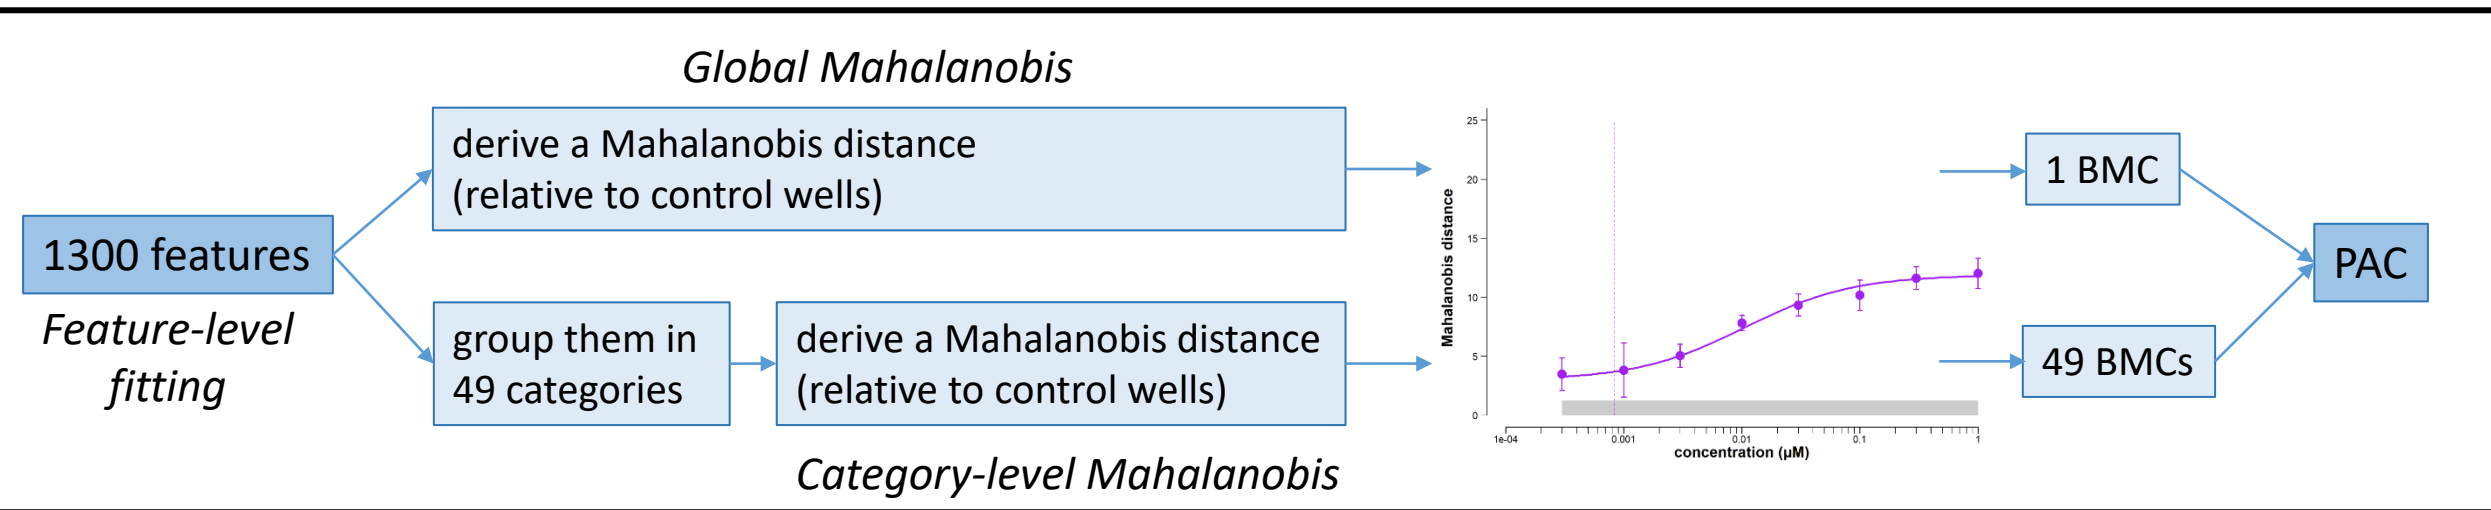 Global Mahalanobis
derive a Mahalanobis distance
(relative to control wells)
1300 features
Feature-level
fitting
group them in
49 categories
derive a Mahalanobis distance
(relative to control wells)
Category-level Mahalanobis
Mahalanobis distance
25
20
15
10
5
0
1e-04
0.001
0.01
0.1
1
concentration (µM)
1 BMC
49 BMCs
PAC